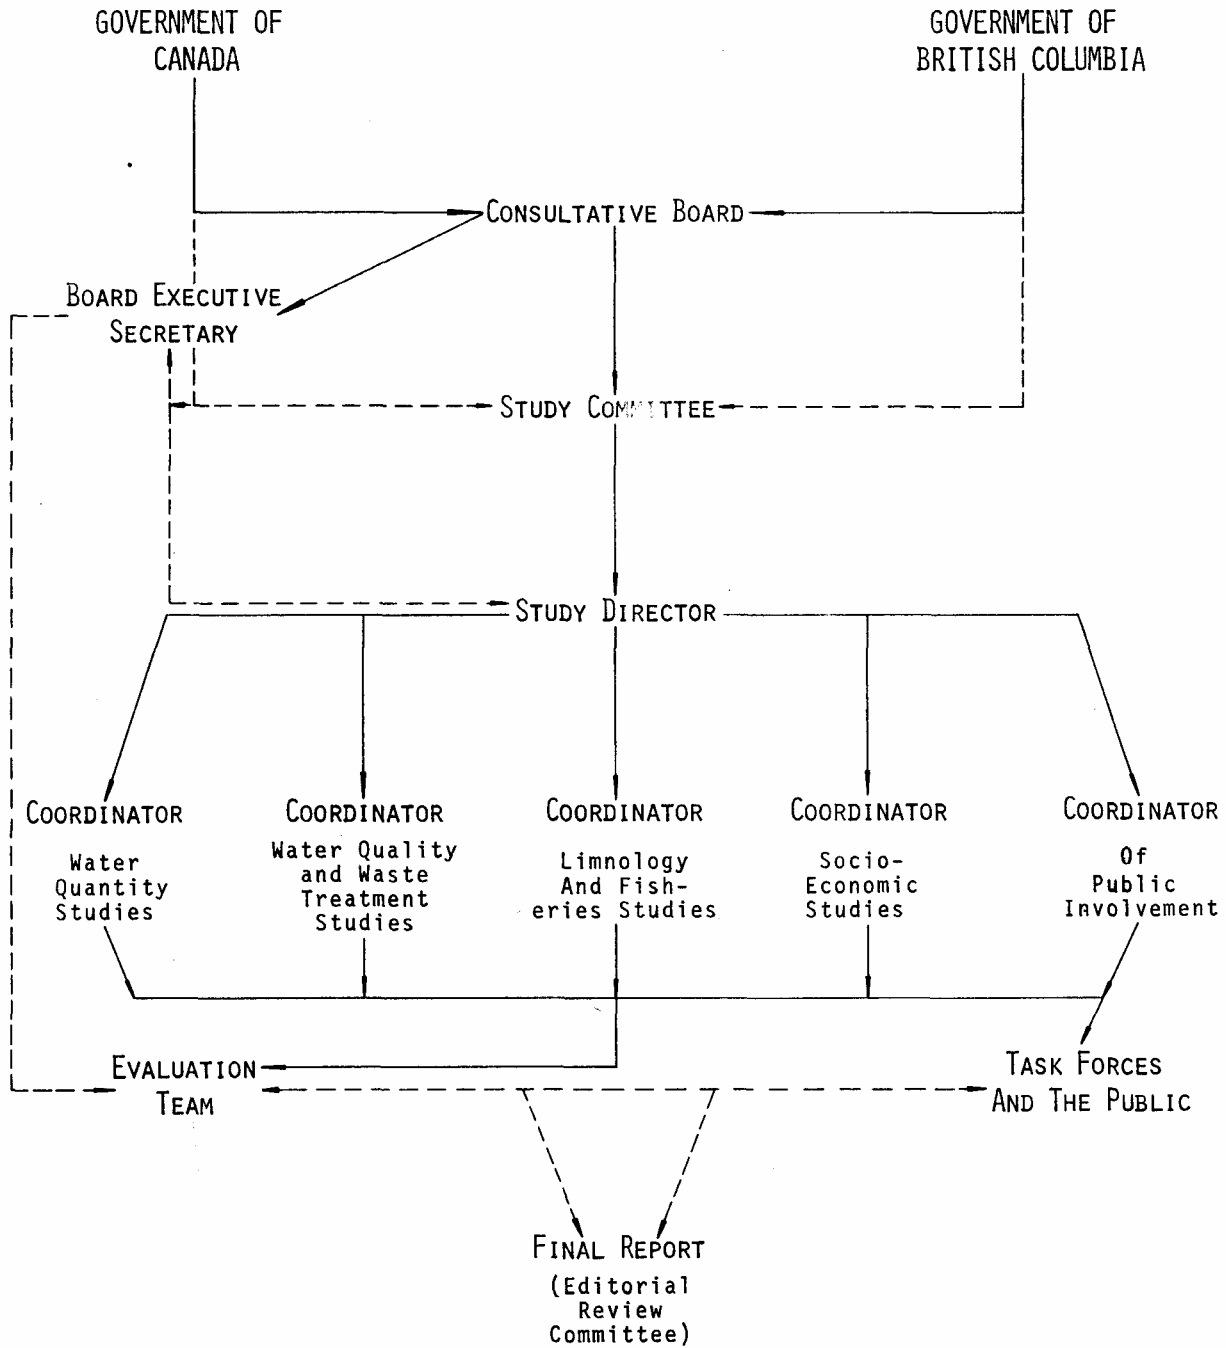 GOVERNMENT OF
CANADA
GOVERNMENT OF
BRITISH COLUMBIA
CONSULTATIVE BOARD
BOARD EXECUTIVE
SECRETARY
STUDY COMMITTEE
STUDY DIRECTOR
COORDINATOR
Water
Quantity
Studies
COORDINATOR
Water Quality
and Waste
Treatment
Studies
COORDINATOR
Limnology
And Fish-
eries Studies
COORDINATOR
Socio-
Economic
Studies
COORDINATOR
Of
Public
Involvement
EVALUATION
TEAM
TASK FORCES
AND THE PUBLIC
FINAL REPORT
(Editorial
Review
Committee)